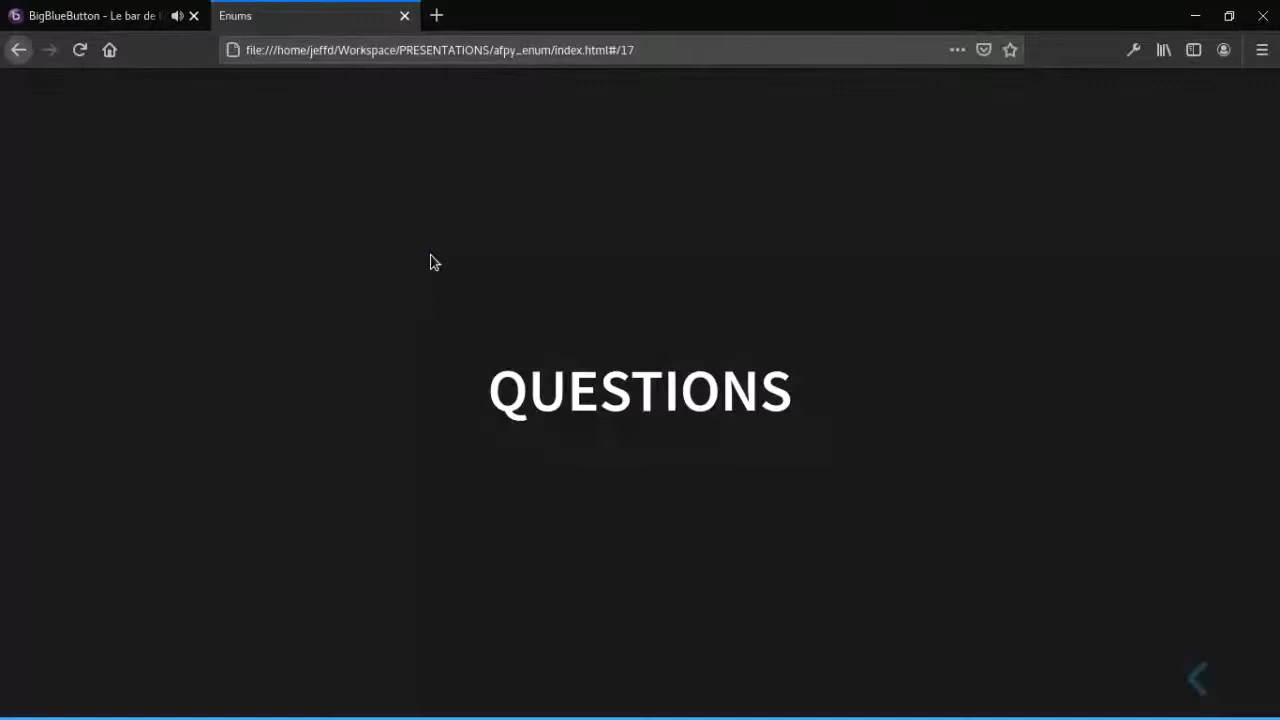 BigBlueButton - Le bar de l
Enums
file:///home/jeffd/Workspace/PRESENTATIONS/afpy_enum/index.html#/17
QUESTIONS